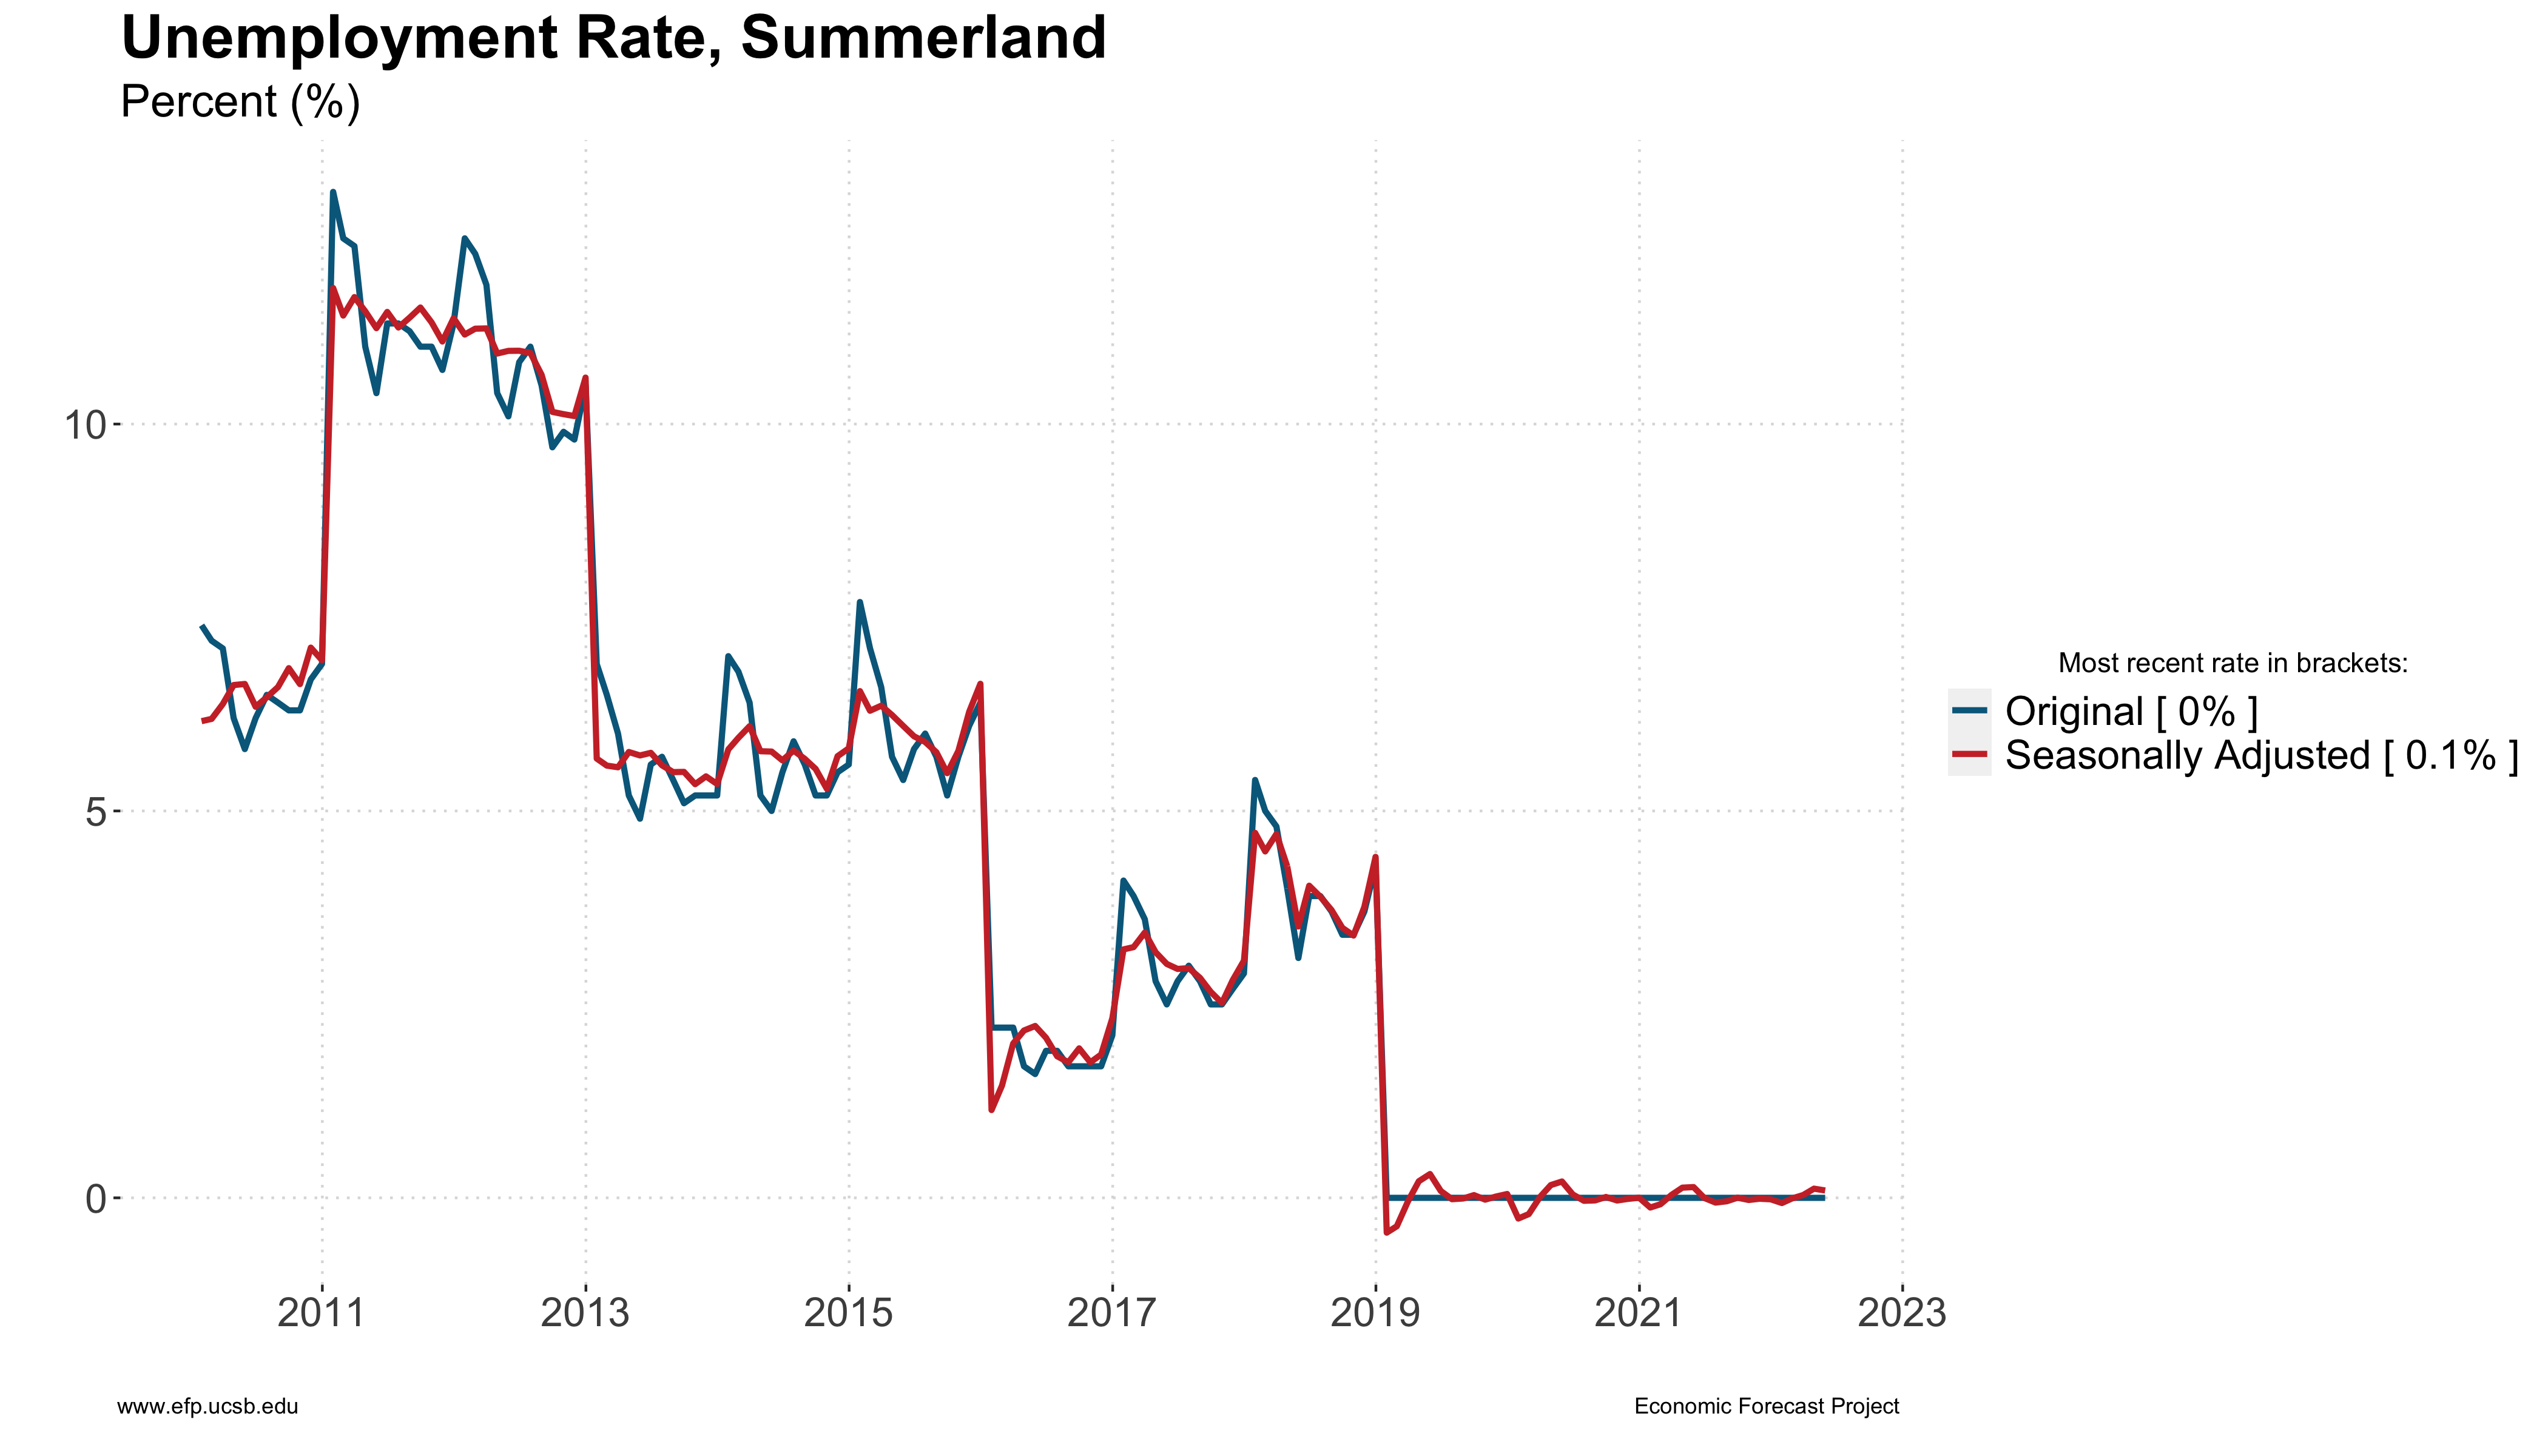 Unemployment Rate, Summerland
Percent (%)
10
5
0
2011 2013 2015 2017 2019 2021 2023
Most recent rate in brackets:
Original [ 0% ]
Seasonally Adjusted [ 0.1% ]
www.efp.ucsb.edu
Economic Forecast Project